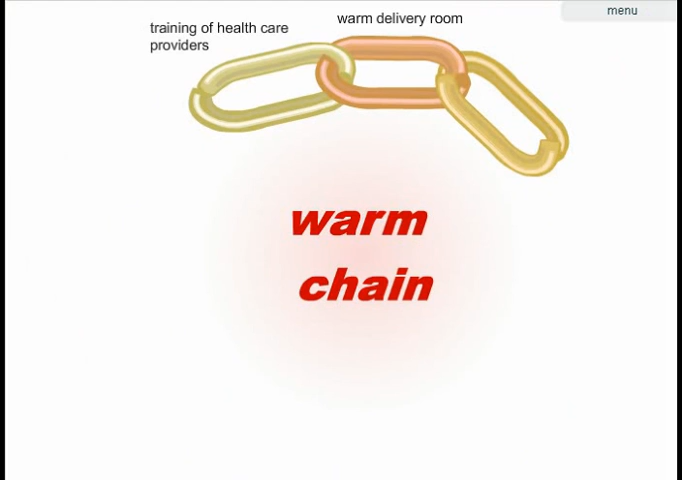 menu
warm delivery room
training of health care
providers
warm
chain